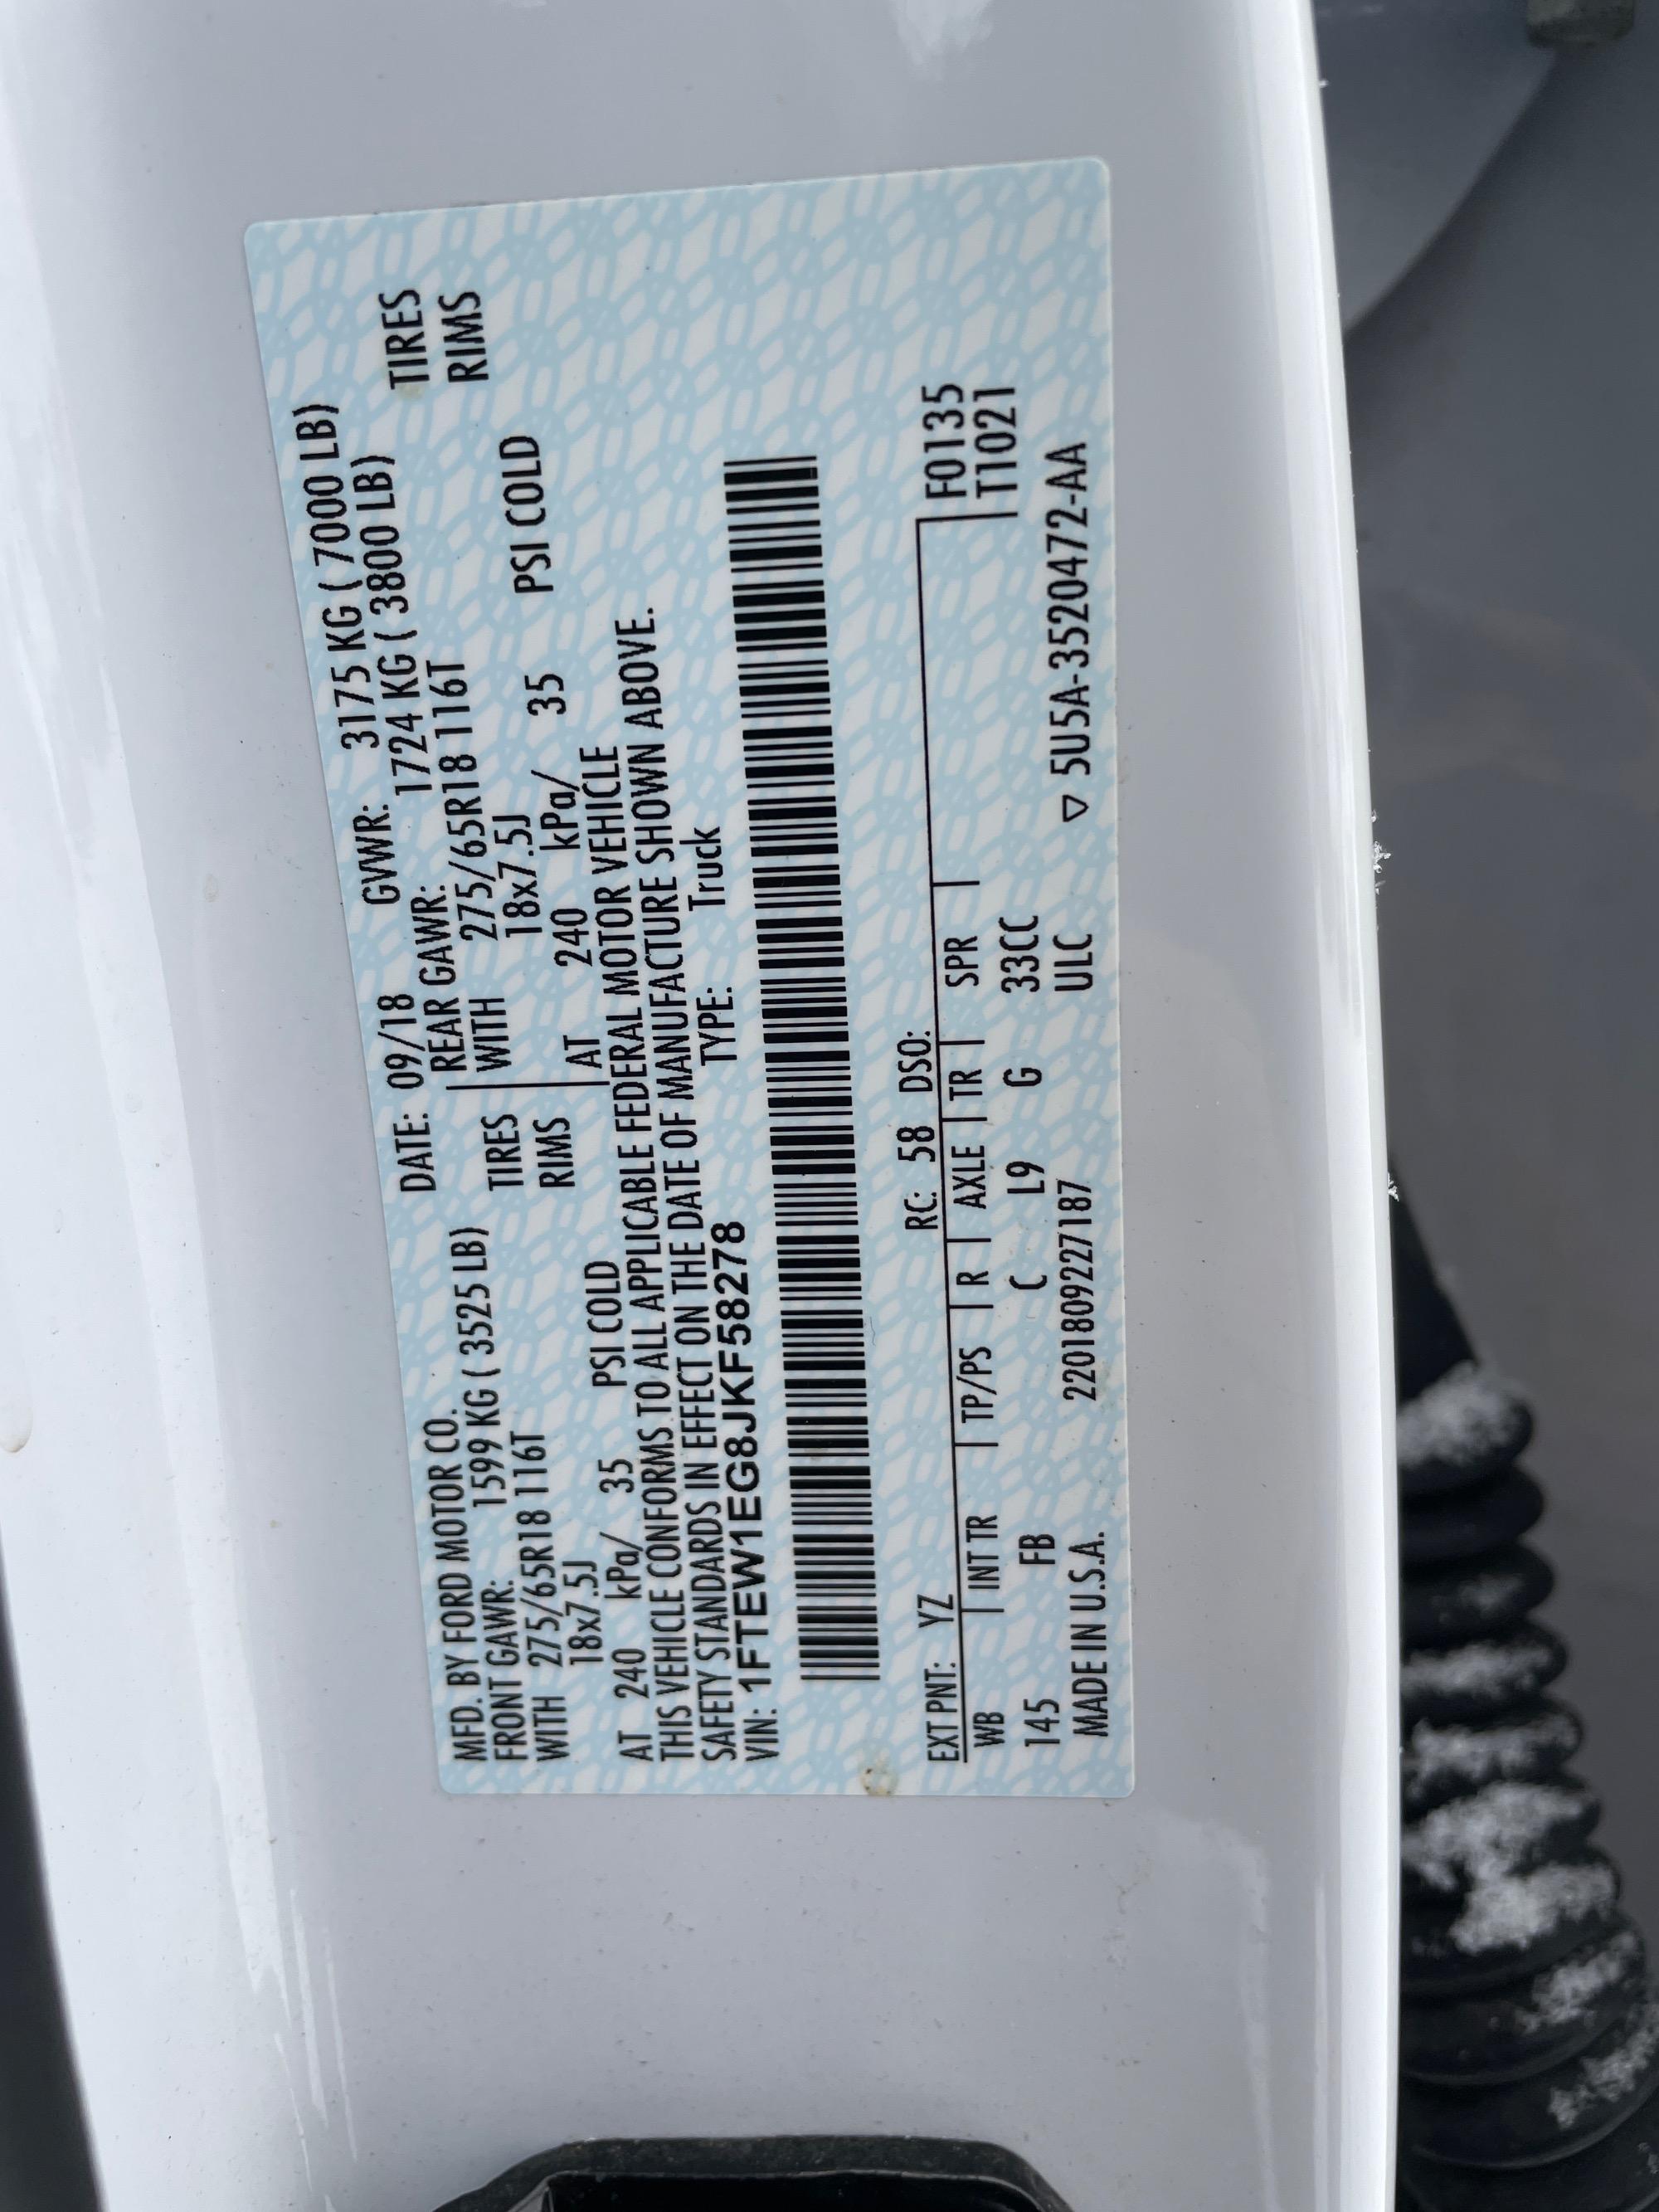 MFD. BY FORD MOTOR CO. DATE: 09/18 GVWR: 3175 KG ( 7000 LB)
FRONT GAWR: 1599 KG ( 3525 LB) REAR GAWR: 1724 KG ( 3800 LB)
WITH 275/65R18 116T TIRES WITH 275/65R18 116T TIRES
18x7.5J RIMS 18x7.5J RIMS
AT 240 kPa/ 35 PSI COLD AT 240 kPa/ 35 PSI COLD
THIS VEHICLE CONFORMS TO ALL APPLICABLE FEDERAL MOTOR VEHICLE
SAFETY STANDARDS IN EFFECT ON THE DATE OF MANUFACTURE SHOWN ABOVE.
VIN: 1FTEW1EG8JKF58278 TYPE: Truck
EXT PNT: YZ RC: 58 DSO: F0135
WB INT TR TP/PS R AXLE TR SPR T1021
145 FB C L9 G 33CC
MADE IN U.S.A. 2201809227187 ULC ▽ 5U5A-3520472-AA